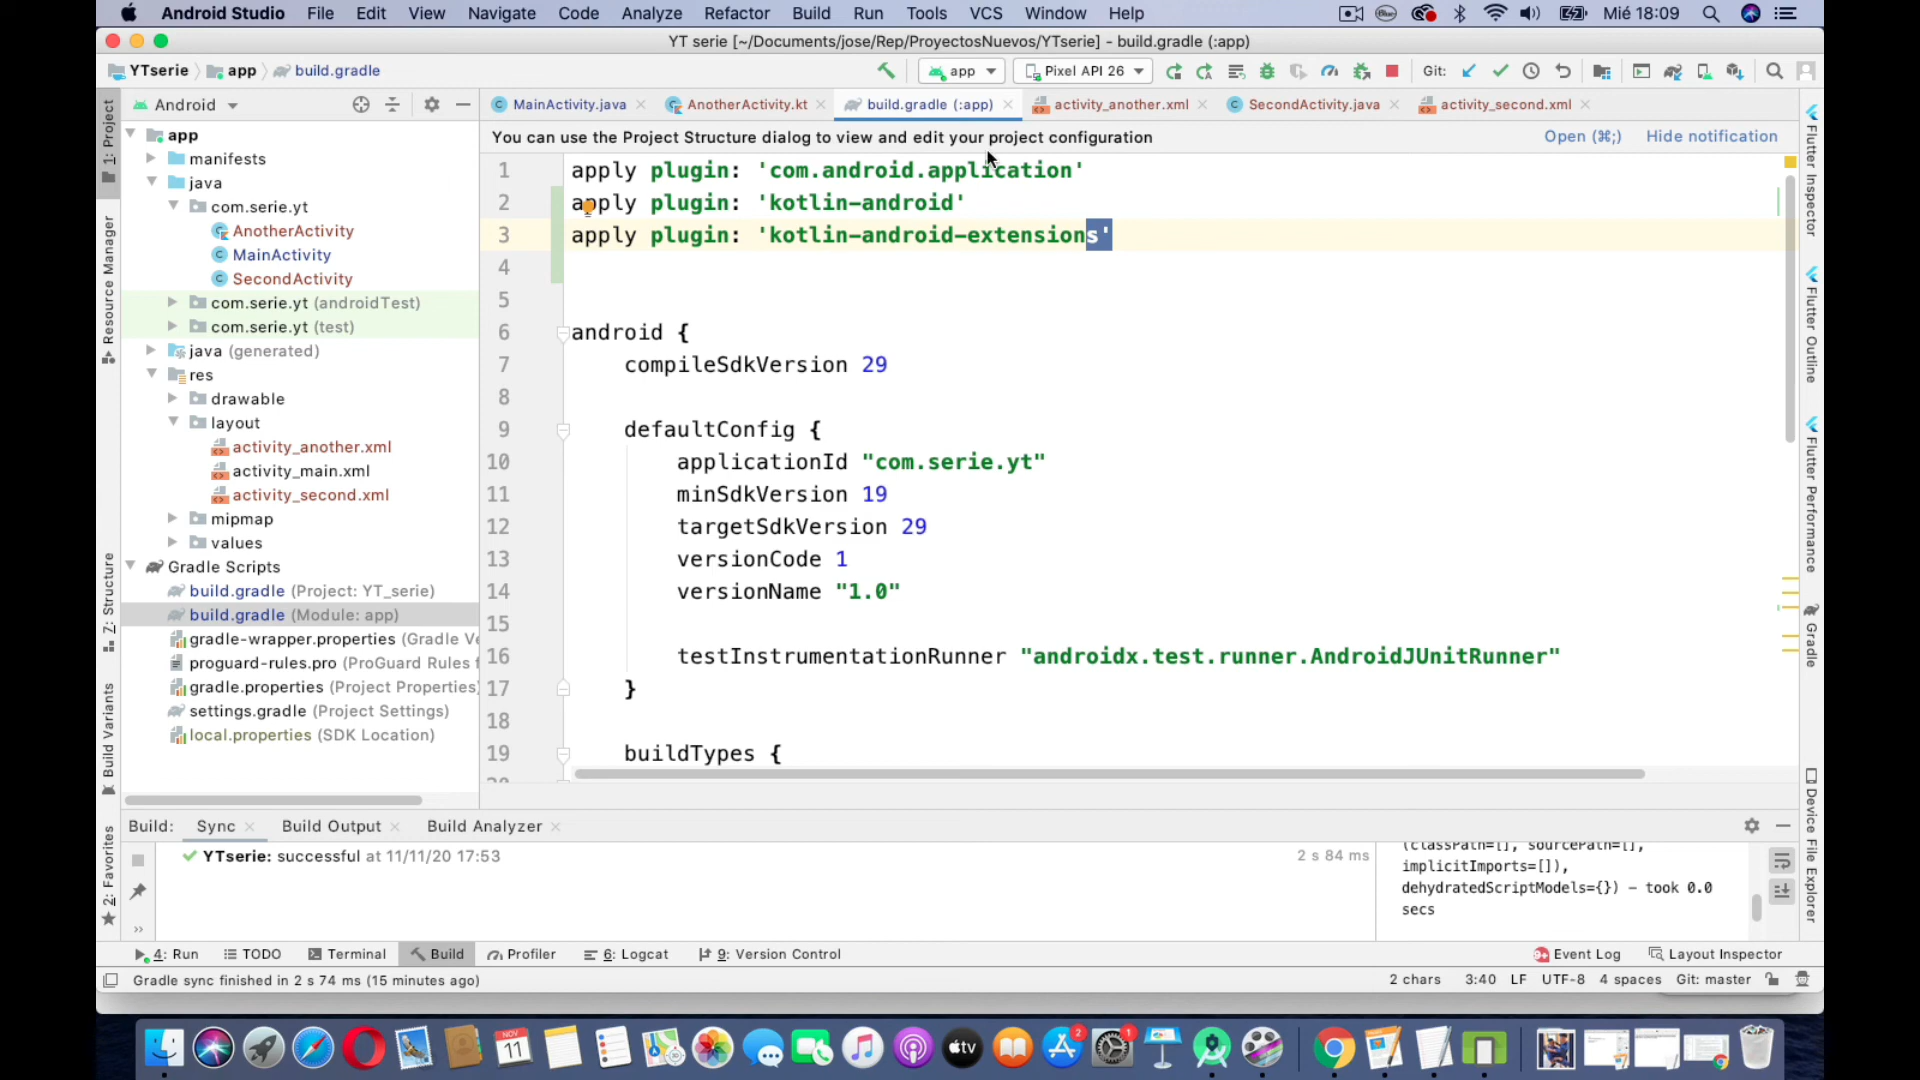 Android Studio File Edit View Navigate Code Analyze Refactor Build Run Tools VCS Window Help Mié 18:09
YT serie [~/Documents/jose/Rep/ProyectosNuevos/YTserie] - build.gradle (:app)
YTserie app build.gradle app Pixel API 26 Git:
Android
MainActivity.java AnotherActivity.kt build.gradle (:app) activity_another.xml SecondActivity.java activity_second.xml
You can use the Project Structure dialog to view and edit your project configuration Open (⌘;) Hide notification
1: Project
Resource Manager
Z: Structure
Build Variants
2: Favorites
app
manifests
java
com.serie.yt
AnotherActivity
MainActivity
SecondActivity
com.serie.yt (androidTest)
com.serie.yt (test)
java (generated)
res
drawable
layout
activity_another.xml
activity_main.xml
activity_second.xml
mipmap
values
Gradle Scripts
build.gradle (Project: YT_serie)
build.gradle (Module: app)
gradle-wrapper.properties (Gradle Ve
proguard-rules.pro (ProGuard Rules f
gradle.properties (Project Properties)
settings.gradle (Project Settings)
local.properties (SDK Location)
1 apply plugin: 'com.android.application'
2 apply plugin: 'kotlin-android'
3 apply plugin: 'kotlin-android-extensions'
4
5
6 android {
7 compileSdkVersion 29
8
9 defaultConfig {
10 applicationId "com.serie.yt"
11 minSdkVersion 19
12 targetSdkVersion 29
13 versionCode 1
14 versionName "1.0"
15
16 testInstrumentationRunner "androidx.test.runner.AndroidJUnitRunner"
17 }
18
19 buildTypes {
Flutter Inspector
Flutter Outline
Flutter Performance
Gradle
Device File Explorer
Build: Sync Build Output Build Analyzer
YTserie: successful at 11/11/20 17:53 2 s 84 ms
(classPath=[], sourcePath=[],
implicitImports=[]),
dehydratedScriptModels={}) - took 0.0
secs
4: Run TODO Terminal Build Profiler 6: Logcat 9: Version Control Event Log Layout Inspector
Gradle sync finished in 2 s 74 ms (15 minutes ago) 2 chars 3:40 LF UTF-8 4 spaces Git: master
NOV
11
tv
2
1